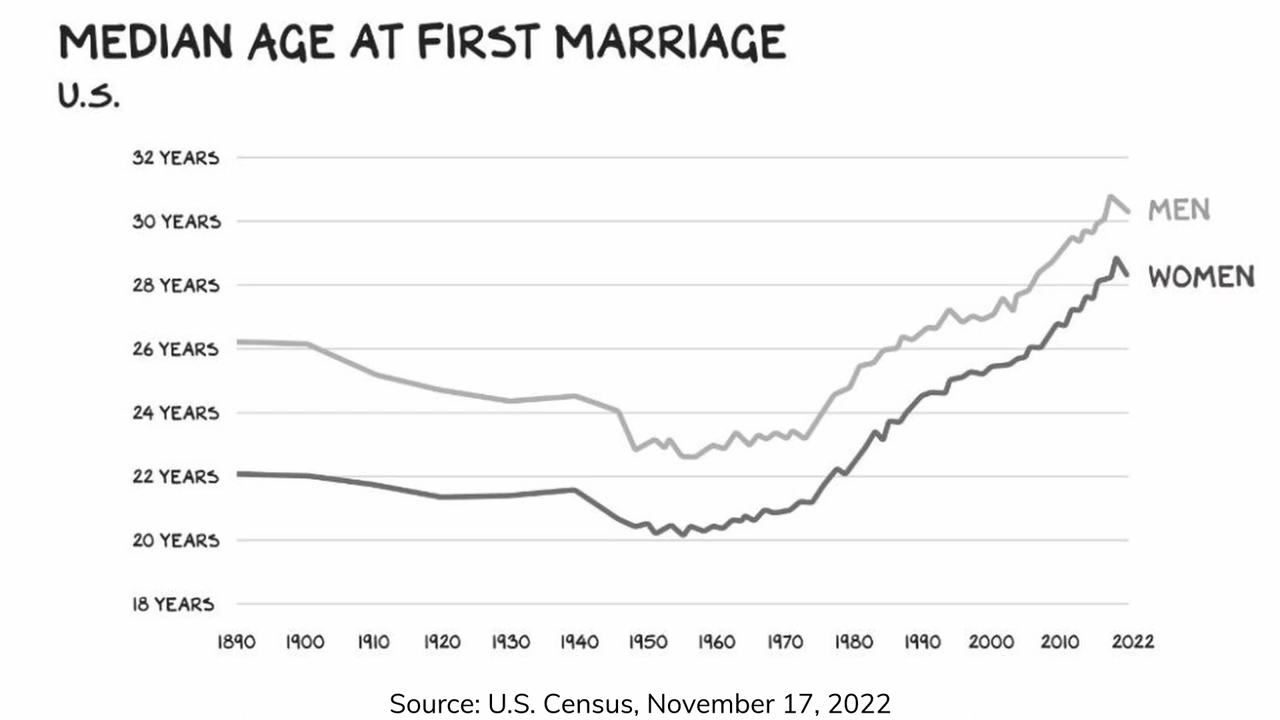 MEDIAN AGE AT FIRST MARRIAGE
U.S.
32 YEARS
30 YEARS
MEN
28 YEARS
WOMEN
26 YEARS
24 YEARS
22 YEARS
20 YEARS
18 YEARS
1890 1900 1910 1920 1930 1940 1950 1960 1970 1980 1990 2000 2010 2022
Source: U.S. Census, November 17, 2022